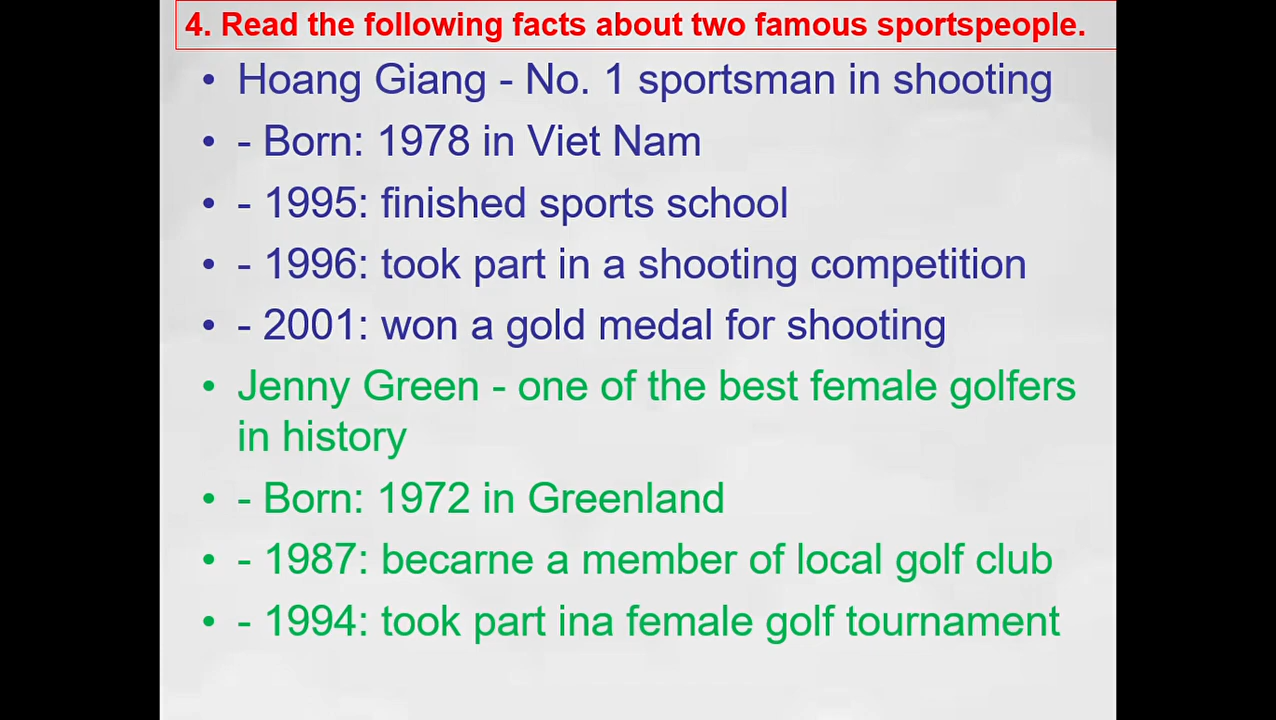 4. Read the following facts about two famous sportspeople.
• Hoang Giang - No. 1 sportsman in shooting
• - Born: 1978 in Viet Nam
• - 1995: finished sports school
• - 1996: took part in a shooting competition
• - 2001: won a gold medal for shooting
• Jenny Green - one of the best female golfers
in history
• - Born: 1972 in Greenland
• - 1987: becarne a member of local golf club
• - 1994: took part ina female golf tournament